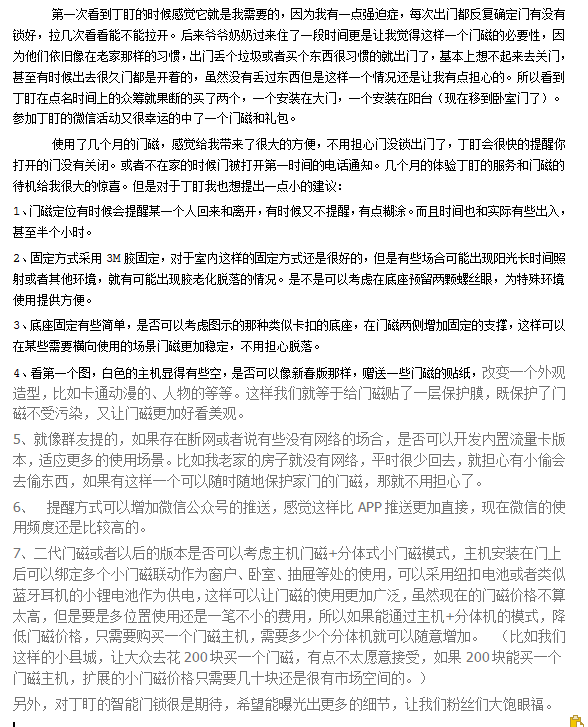 第一次看到丁盯的时候感觉它就是我需要的，因为我有一点强迫症，每次出门都反复确定门有没有
锁好，拉几次看看能不能拉开。后来爷爷奶奶过来住了一段时间更是让我觉得这样一个门磁的必要性，因
为他们依旧像在老家那样的习惯，出门丢个垃圾或者买个东西很习惯的就出门了，基本上想不起来去关门，
甚至有时候出去很久门都是开着的，虽然没有丢过东西但是这样一个情况还是让我有点担心的。所以看到
丁盯在点名时间上的众筹就果断的买了两个，一个安装在大门，一个安装在阳台（现在移到卧室门了）。
参加丁盯的微信活动又很幸运的中了一个门磁和礼包。
使用了几个月的门磁，感觉给我带来了很大的方便，不用担心门没锁出门了，丁盯会很快的提醒你
打开的门没有关闭。或者不在家的时候门被打开第一时间的电话通知。几个月的体验丁盯的服务和门磁的
待机给我很大的惊喜。但是对于丁盯我也想提出一点小的建议：
1、门磁定位有时候会提醒某一个人回来和离开，有时候又不提醒，有点糊涂。而且时间也和实际有些出入，
甚至半个小时。
2、固定方式采用 3M 胶固定，对于室内这样的固定方式还是很好的，但是有些场合可能出现阳光长时间照
射或者其他环境，就有可能出现胶老化脱落的情况。是不是可以考虑在底座预留两颗螺丝眼，为特殊环境
使用提供方便。
3、底座固定有些简单，是否可以考虑图示的那种类似卡扣的底座，在门磁两侧增加固定的支撑，这样可以
在某些需要横向使用的场景门磁更加稳定，不用担心脱落。
4、看第一个图，白色的主机显得有些空，是否可以像新春版那样，赠送一些门磁的贴纸，改变一个外观
造型，比如卡通动漫的、人物的等等。这样我们就等于给门磁贴了一层保护膜，既保护了门
磁不受污染，又让门磁更加好看美观。
5、就像群友提的，如果存在断网或者说有些没有网络的场合，是否可以开发内置流量卡版
本，适应更多的使用场景。比如我老家的房子就没有网络，平时很少回去，就担心有小偷会
去偷东西，如果有这样一个可以随时随地保护家门的门磁，那就不用担心了。
6、 提醒方式可以增加微信公众号的推送，感觉这样比 APP 推送更加直接，现在微信的使
用频度还是比较高的。
7、二代门磁或者以后的版本是否可以考虑主机门磁+分体式小门磁模式，主机安装在门上
后可以绑定多个小门磁联动作为窗户、卧室、抽屉等处的使用，可以采用纽扣电池或者类似
蓝牙耳机的小锂电池作为供电，这样可以让门磁的使用更加广泛，虽然现在的门磁价格不算
太高，但是要是多位置使用还是一笔不小的费用，所以如果能通过主机+分体机的模式，降
低门磁价格，只需要购买一个门磁主机，需要多少个分体机就可以随意增加。 （比如我们
这样的小县城，让大众去花 200 块买一个门磁，有点不太愿意接受，如果 200 块能买一个
门磁主机，扩展的小门磁价格只需要几十块还是很有市场空间的。）
另外，对丁盯的智能门锁很是期待，希望能曝光出更多的细节，让我们粉丝们大饱眼福。